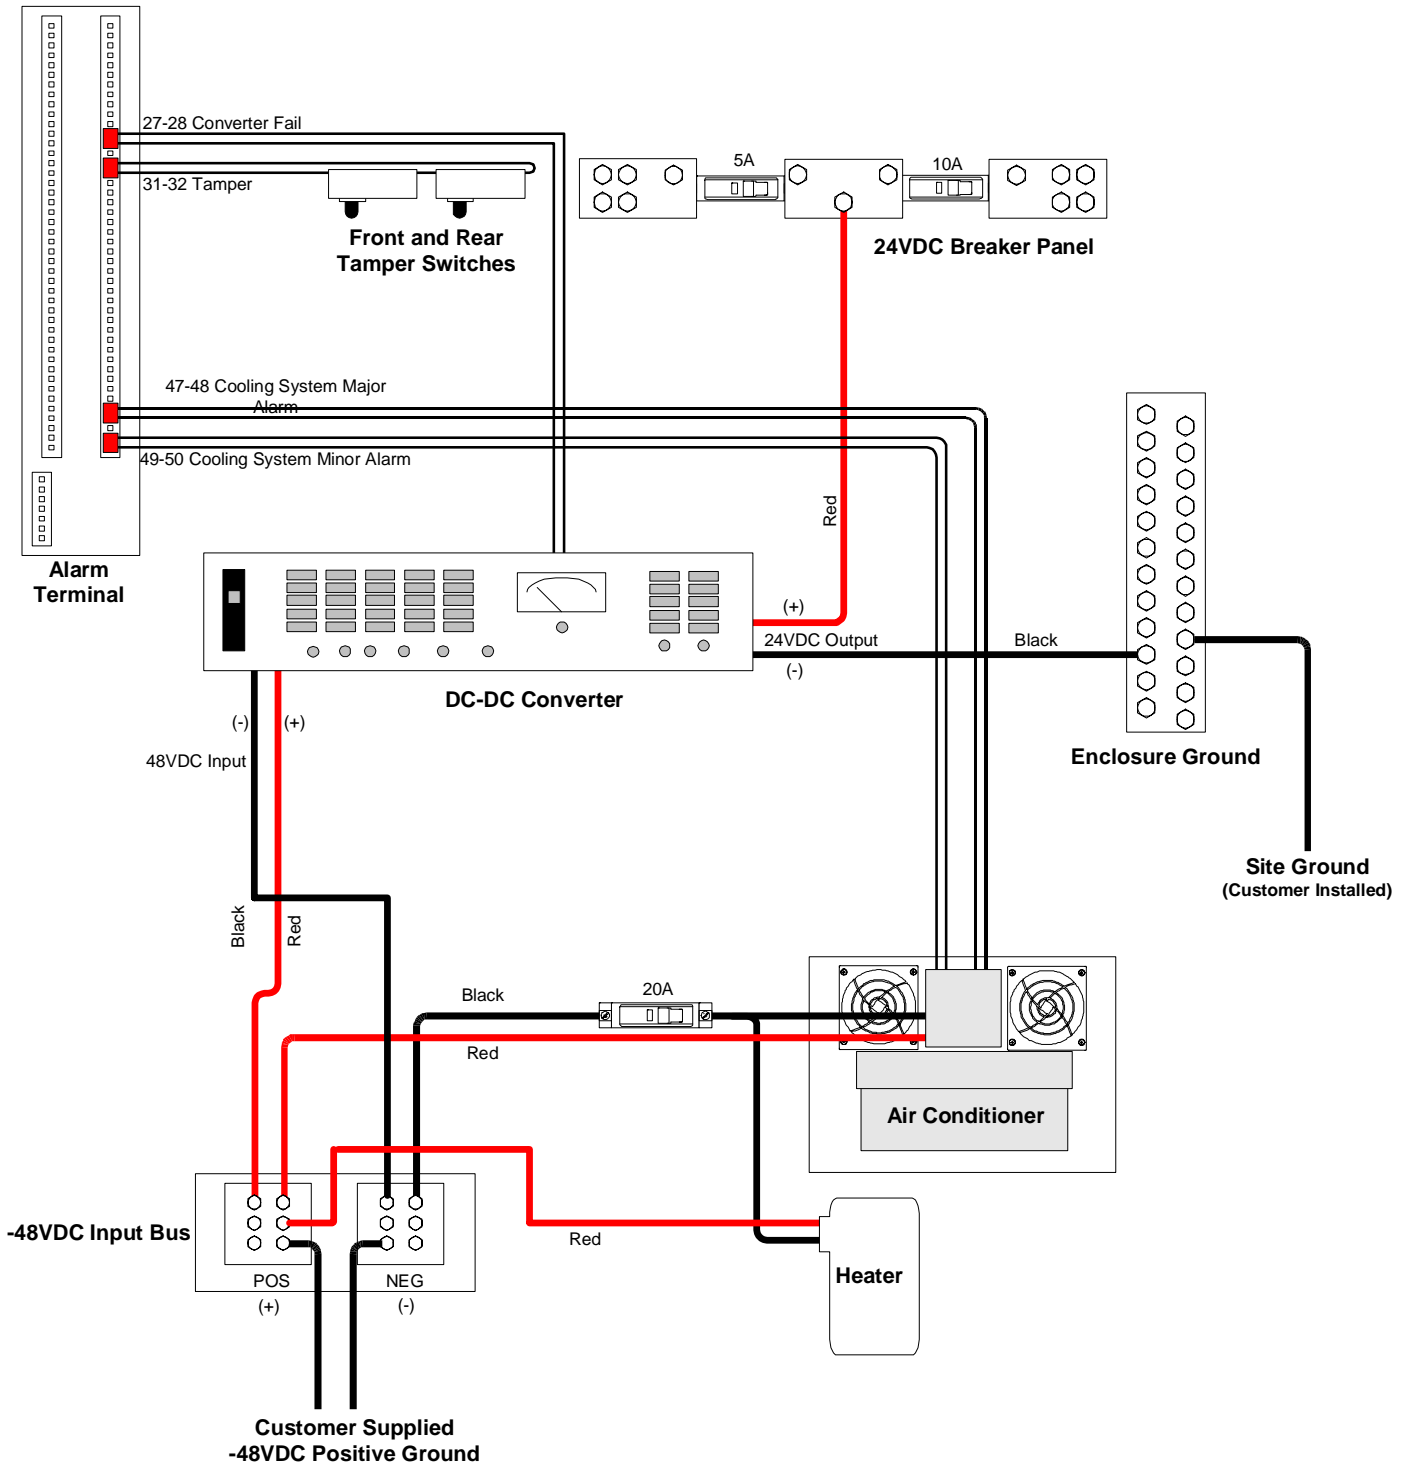 27-28 Converter Fail
31-32 Tamper
Front and Rear
Tamper Switches
5A
10A
24VDC Breaker Panel
47-48 Cooling System Major
Alarm
49-50 Cooling System Minor Alarm
Red
Alarm
Terminal
(+)
24VDC Output
(-)
Black
DC-DC Converter
(-)
(+)
48VDC Input
Enclosure Ground
Site Ground
(Customer Installed)
Black
Red
Black
20A
Red
Air Conditioner
-48VDC Input Bus
Red
POS
NEG
(+)
(-)
Heater
Customer Supplied
-48VDC Positive Ground